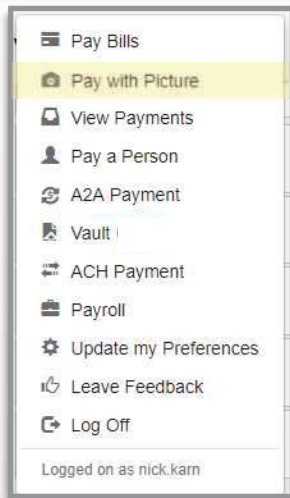 Pay Bills
Pay with Picture
View Payments
Pay a Person
A2A Payment
Vault
ACH Payment
Payroll
Update my Preferences
Leave Feedback
Log Off
Logged on as nick.karn